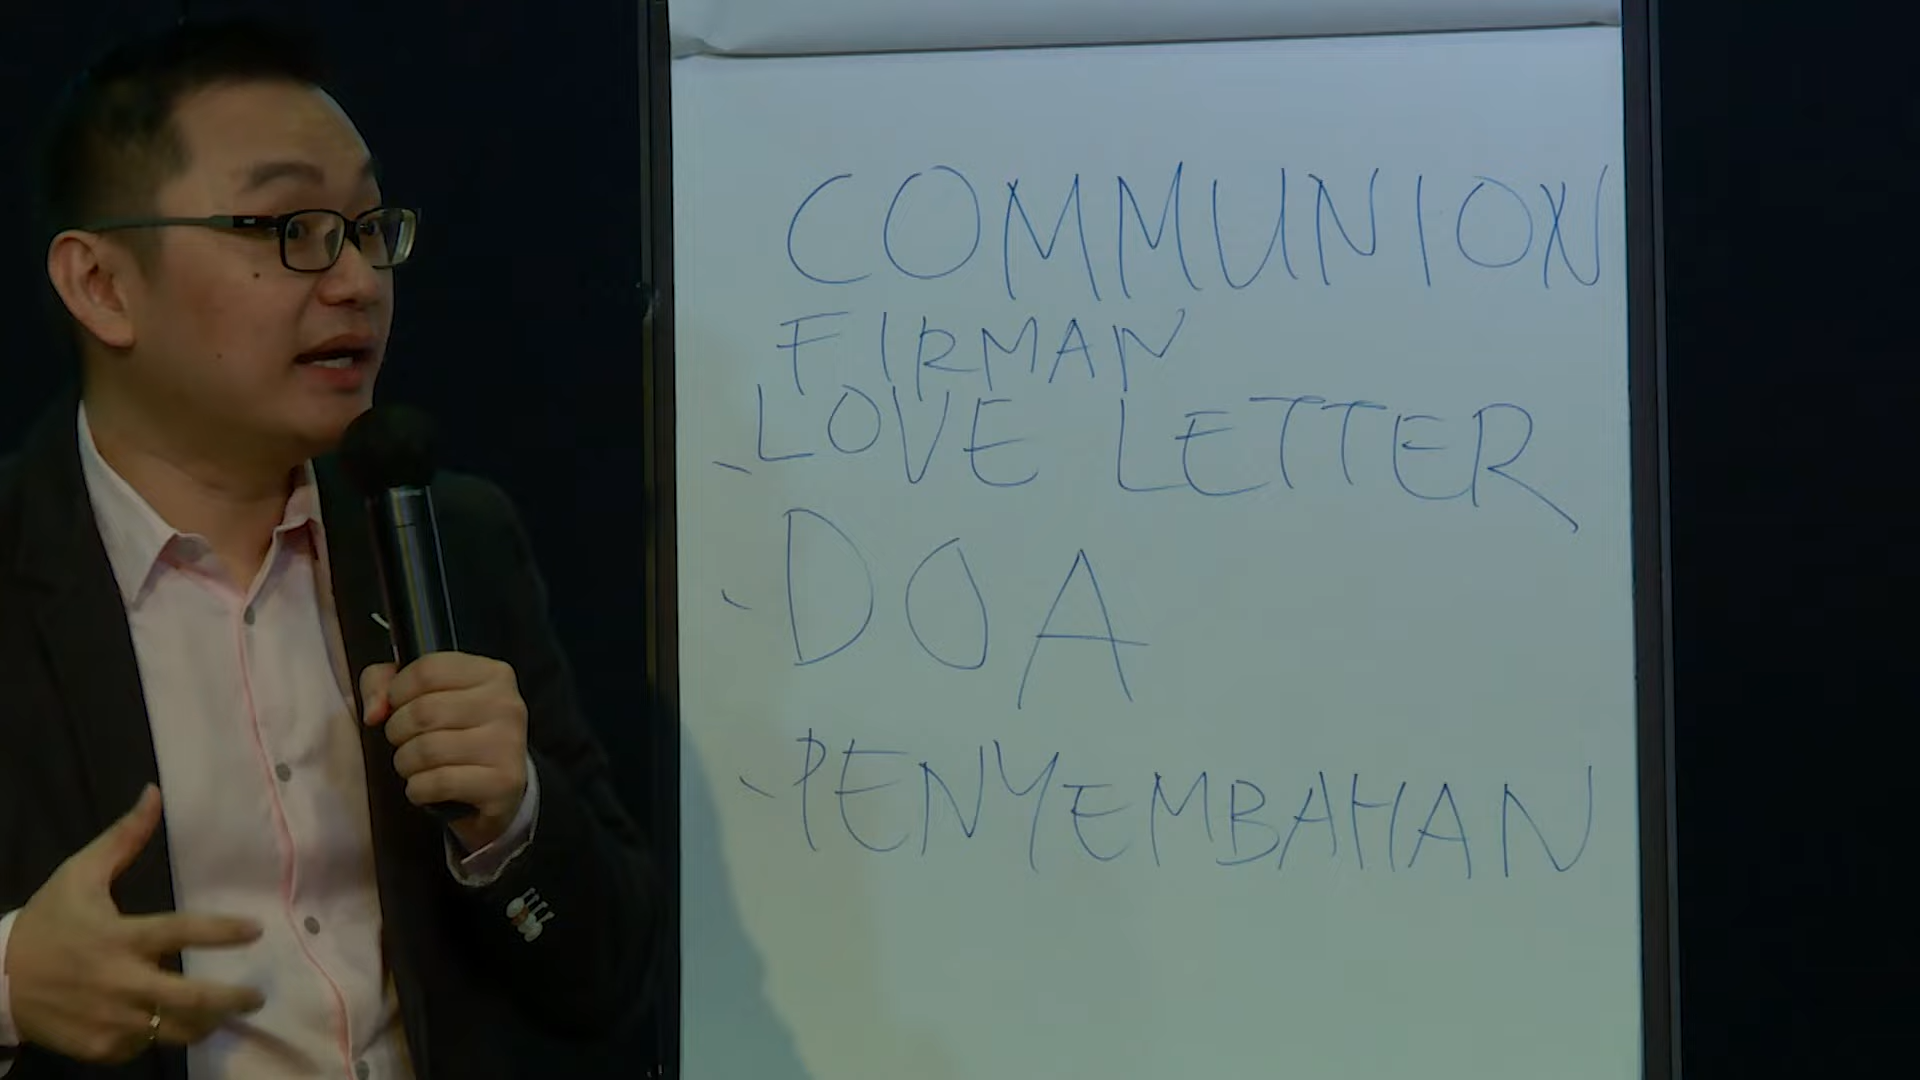 COMMUNION
FIRMAN
- LOVE LETTER
- DOA
- PENYEMBAHAN